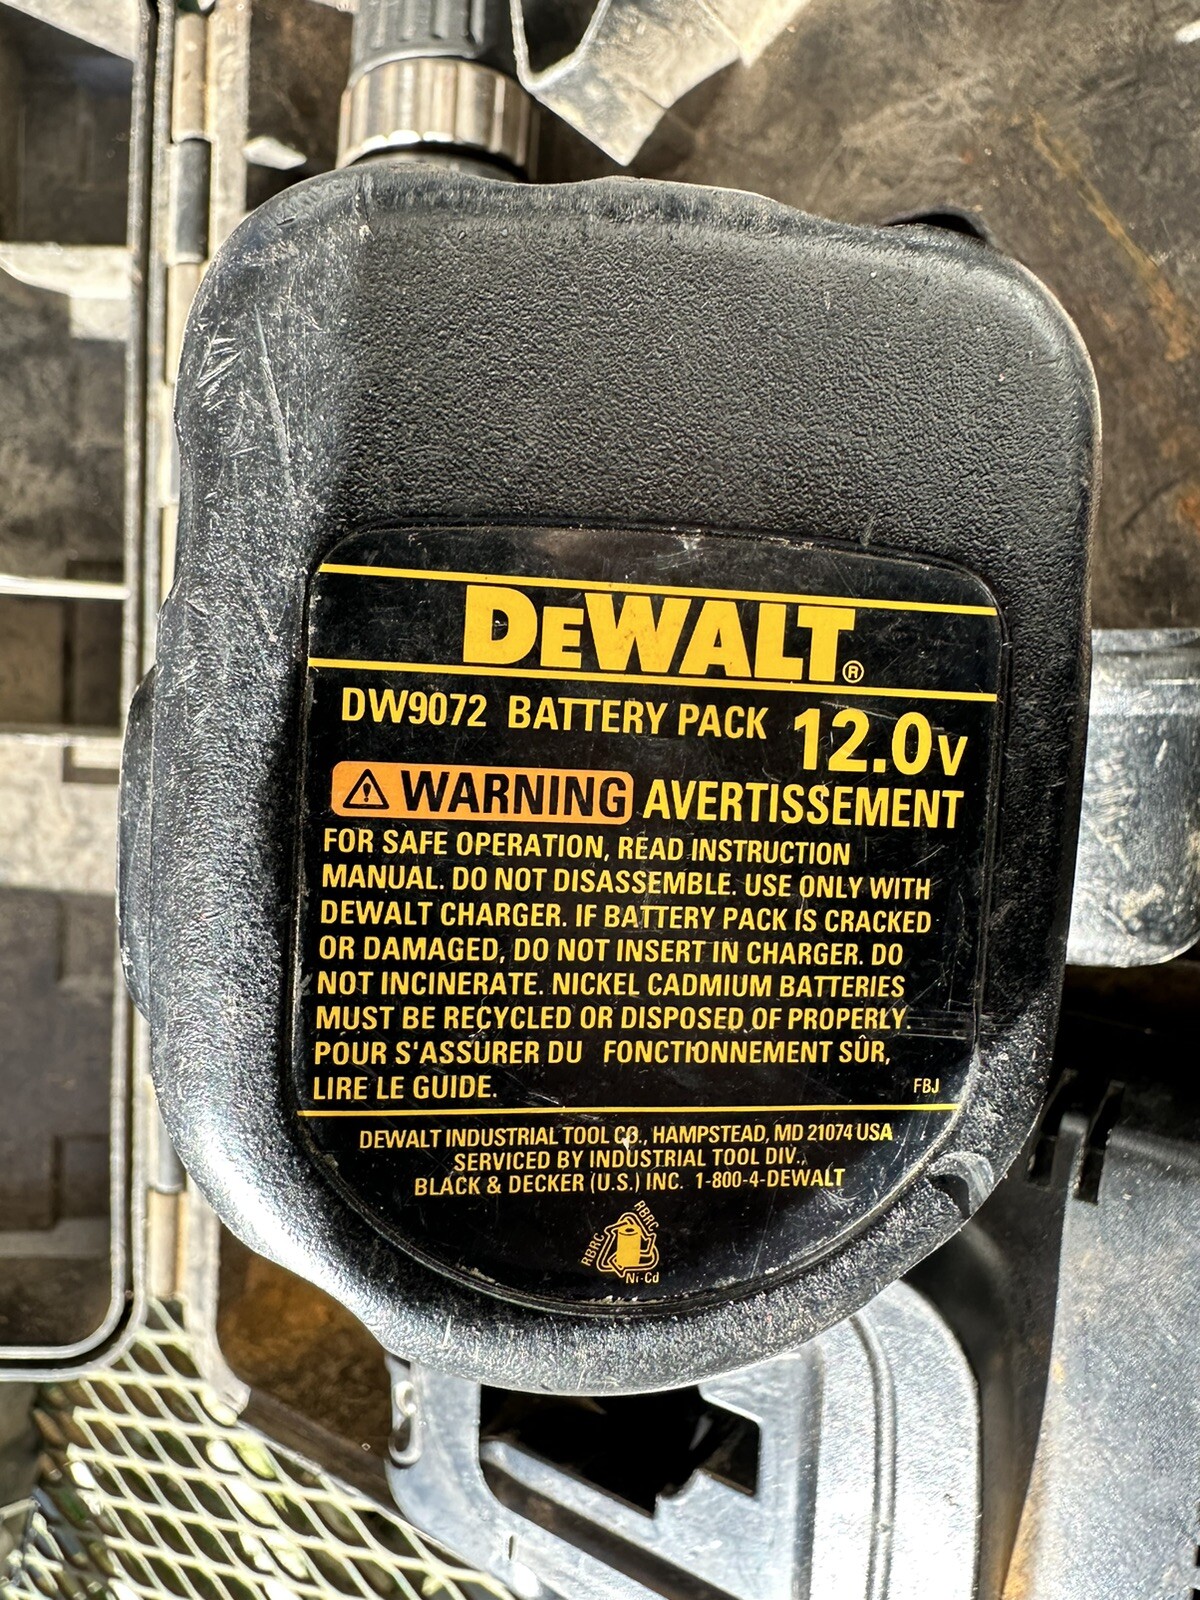 DEWALT®
DW9072 BATTERY PACK 12.0V
WARNING AVERTISSEMENT
FOR SAFE OPERATION, READ INSTRUCTION
MANUAL. DO NOT DISASSEMBLE. USE ONLY WITH
DEWALT CHARGER. IF BATTERY PACK IS CRACKED
OR DAMAGED, DO NOT INSERT IN CHARGER. DO
NOT INCINERATE. NICKEL CADMIUM BATTERIES
MUST BE RECYCLED OR DISPOSED OF PROPERLY.
POUR S'ASSURER DU FONCTIONNEMENT SÛR,
LIRE LE GUIDE.
FBJ
DEWALT INDUSTRIAL TOOL CO., HAMPSTEAD, MD 21074 USA
SERVICED BY INDUSTRIAL TOOL DIV.,
BLACK & DECKER (U.S.) INC. 1-800-4-DEWALT
RBRC RBRC
Ni-Cd